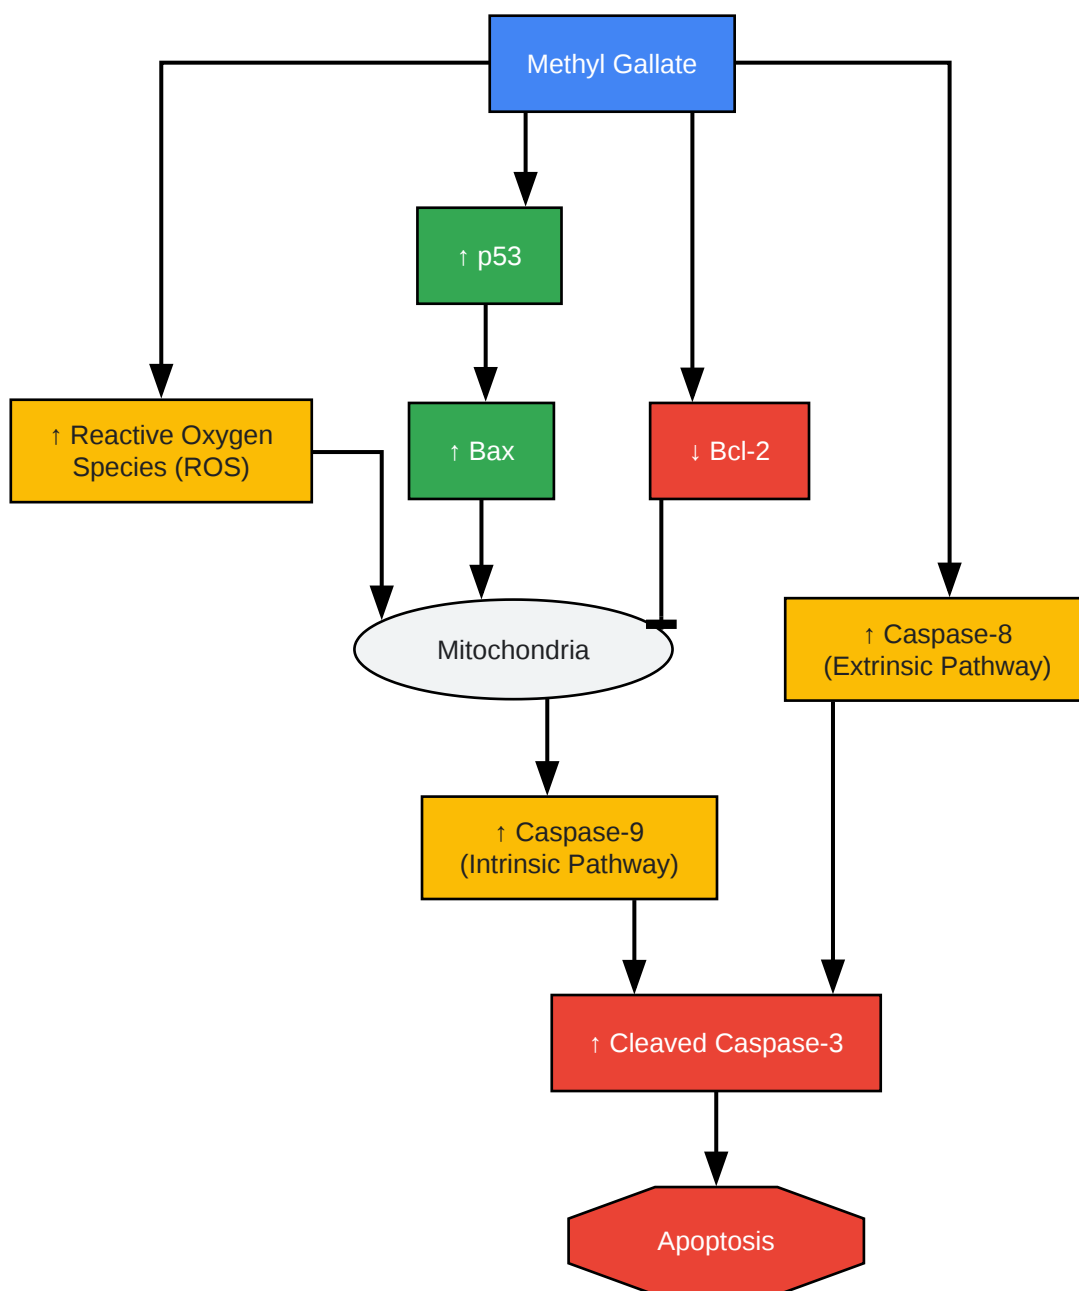 Methyl Gallate
↑ p53
↑ Reactive Oxygen
Species (ROS)
↑ Bax
↓ Bcl-2
Mitochondria
↑ Caspase-8
(Extrinsic Pathway)
↑ Caspase-9
(Intrinsic Pathway)
↑ Cleaved Caspase-3
Apoptosis